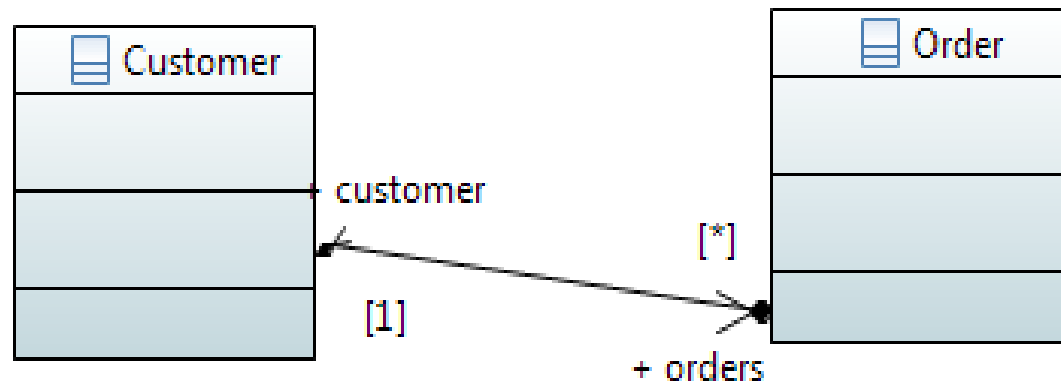 Customer
Order
+ customer
[*]
[1]
+ orders